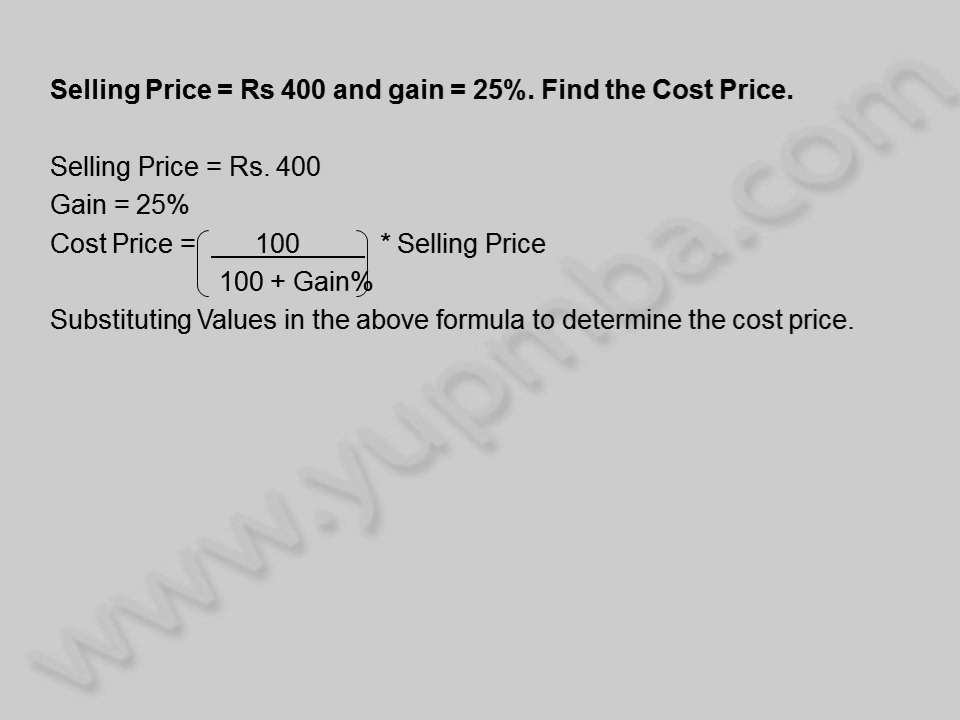 Selling Price = Rs 400 and gain = 25%. Find the Cost Price.
Selling Price = Rs. 400
Gain = 25%
Cost Price = 100 * Selling Price
100 + Gain%
Substituting Values in the above formula to determine the cost price.
www.yupmba.com